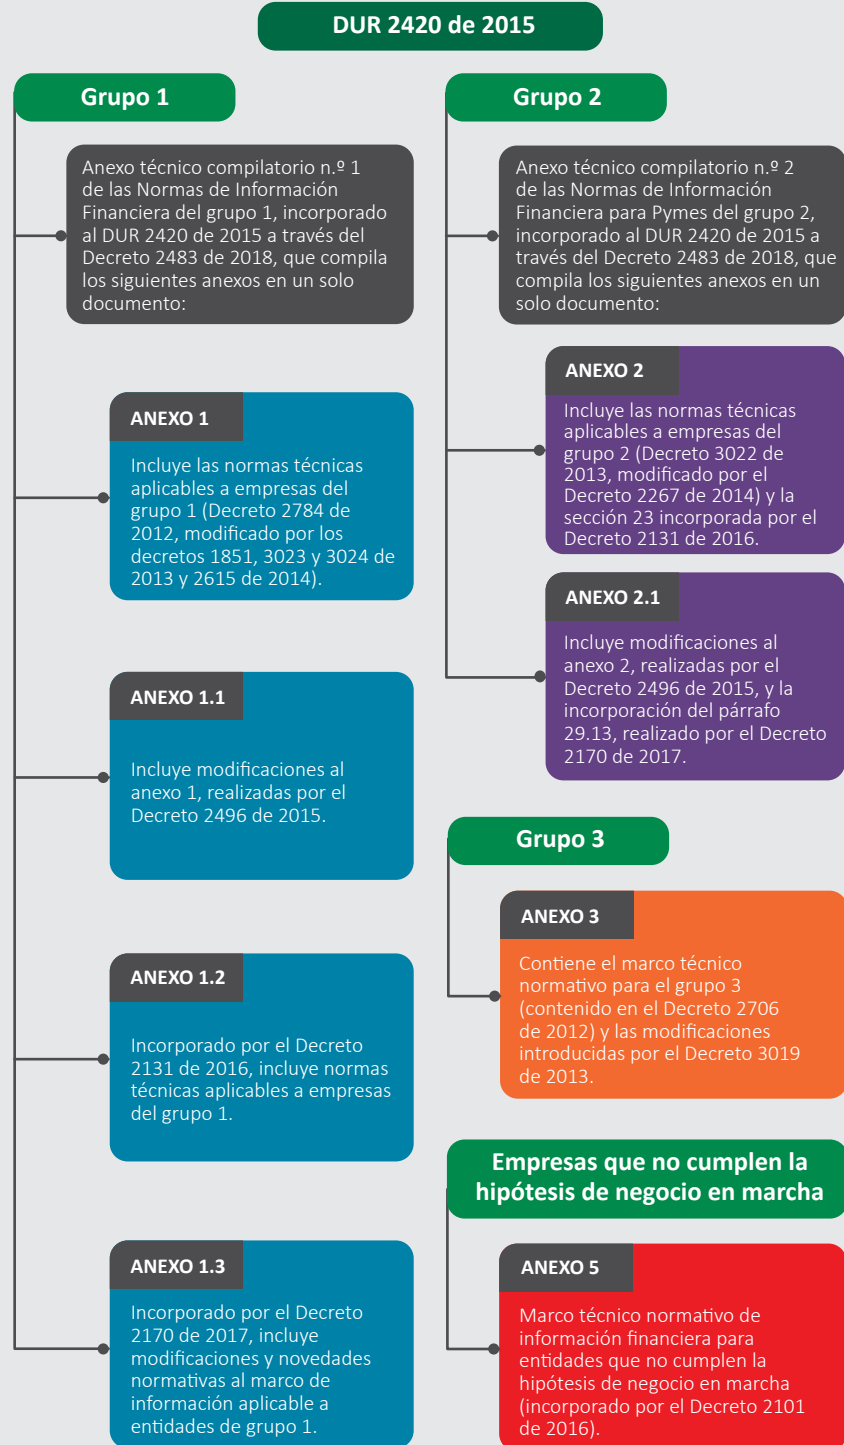 DUR 2420 de 2015
Grupo 1
Anexo técnico compilatorio n.º 1
de las Normas de Información
Financiera del grupo 1, incorporado
al DUR 2420 de 2015 a través del
Decreto 2483 de 2018, que compila
los siguientes anexos en un solo
documento:
ANEXO 1
Incluye las normas técnicas
aplicables a empresas del
grupo 1 (Decreto 2784 de
2012, modificado por los
decretos 1851, 3023 y 3024 de
2013 y 2615 de 2014).
ANEXO 1.1
Incluye modificaciones al
anexo 1, realizadas por el
Decreto 2496 de 2015.
ANEXO 1.2
Incorporado por el Decreto
2131 de 2016, incluye normas
técnicas aplicables a empresas
del grupo 1.
ANEXO 1.3
Incorporado por el Decreto
2170 de 2017, incluye
modificaciones y novedades
normativas al marco de
información aplicable a
entidades de grupo 1.
Grupo 2
Anexo técnico compilatorio n.º 2
de las Normas de Información
Financiera para Pymes del grupo 2,
incorporado al DUR 2420 de 2015 a
través del Decreto 2483 de 2018, que
compila los siguientes anexos en un
solo documento:
ANEXO 2
Incluye las normas técnicas
aplicables a empresas del
grupo 2 (Decreto 3022 de
2013, modificado por el
Decreto 2267 de 2014) y la
sección 23 incorporada por el
Decreto 2131 de 2016.
ANEXO 2.1
Incluye modificaciones al
anexo 2, realizadas por el
Decreto 2496 de 2015, y la
incorporación del párrafo
29.13, realizado por el Decreto
2170 de 2017.
Grupo 3
ANEXO 3
Contiene el marco técnico
normativo para el grupo 3
(contenido en el Decreto 2706
de 2012) y las modificaciones
introducidas por el Decreto 3019
de 2013.
Empresas que no cumplen la
hipótesis de negocio en marcha
ANEXO 5
Marco técnico normativo de
información financiera para
entidades que no cumplen la
hipótesis de negocio en marcha
(incorporado por el Decreto 2101
de 2016).